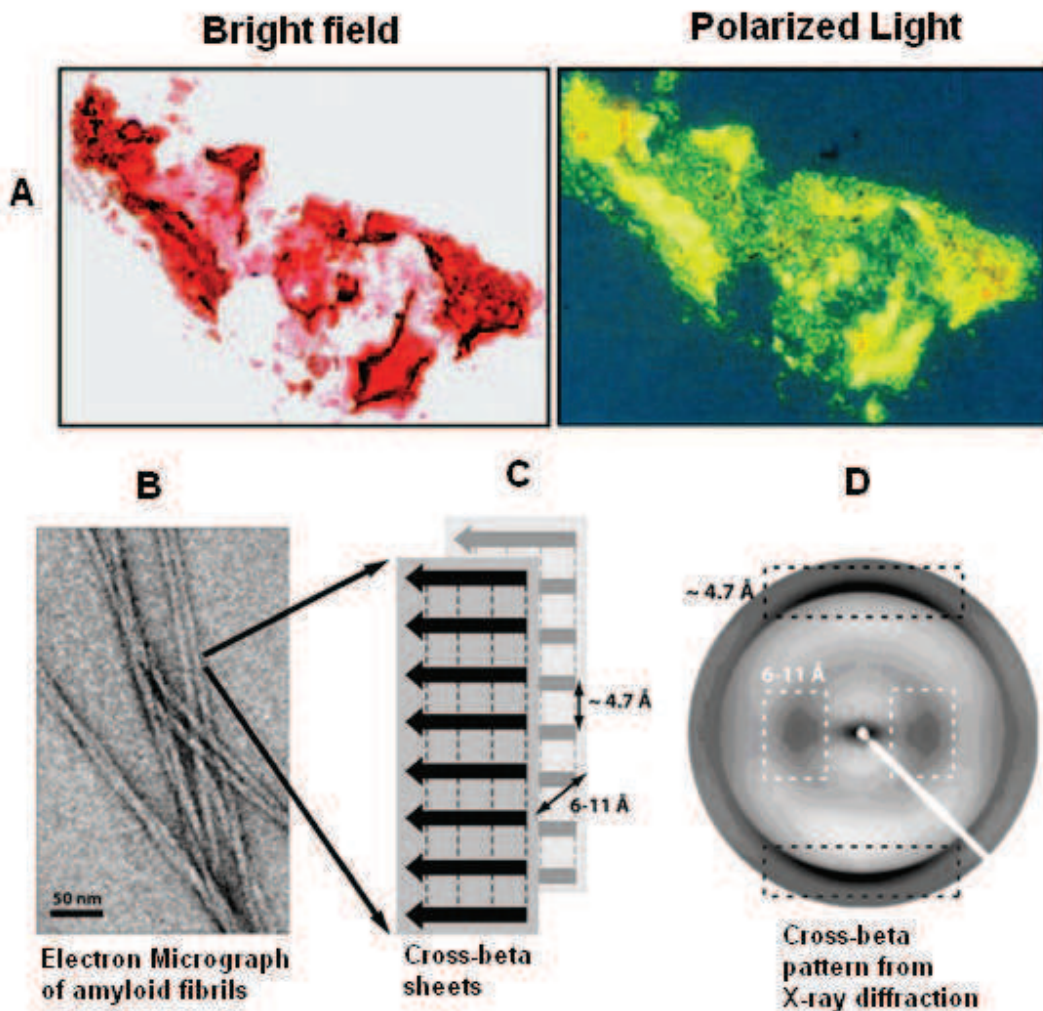 Bright field
Polarized Light
A
B
C
D
~ 4.7 Å
6-11 Å
~ 4.7 Å
6-11 Å
50 nm
Electron Micrograph
of amyloid fibrils
Cross-beta
sheets
Cross-beta
pattern from
X-ray diffraction